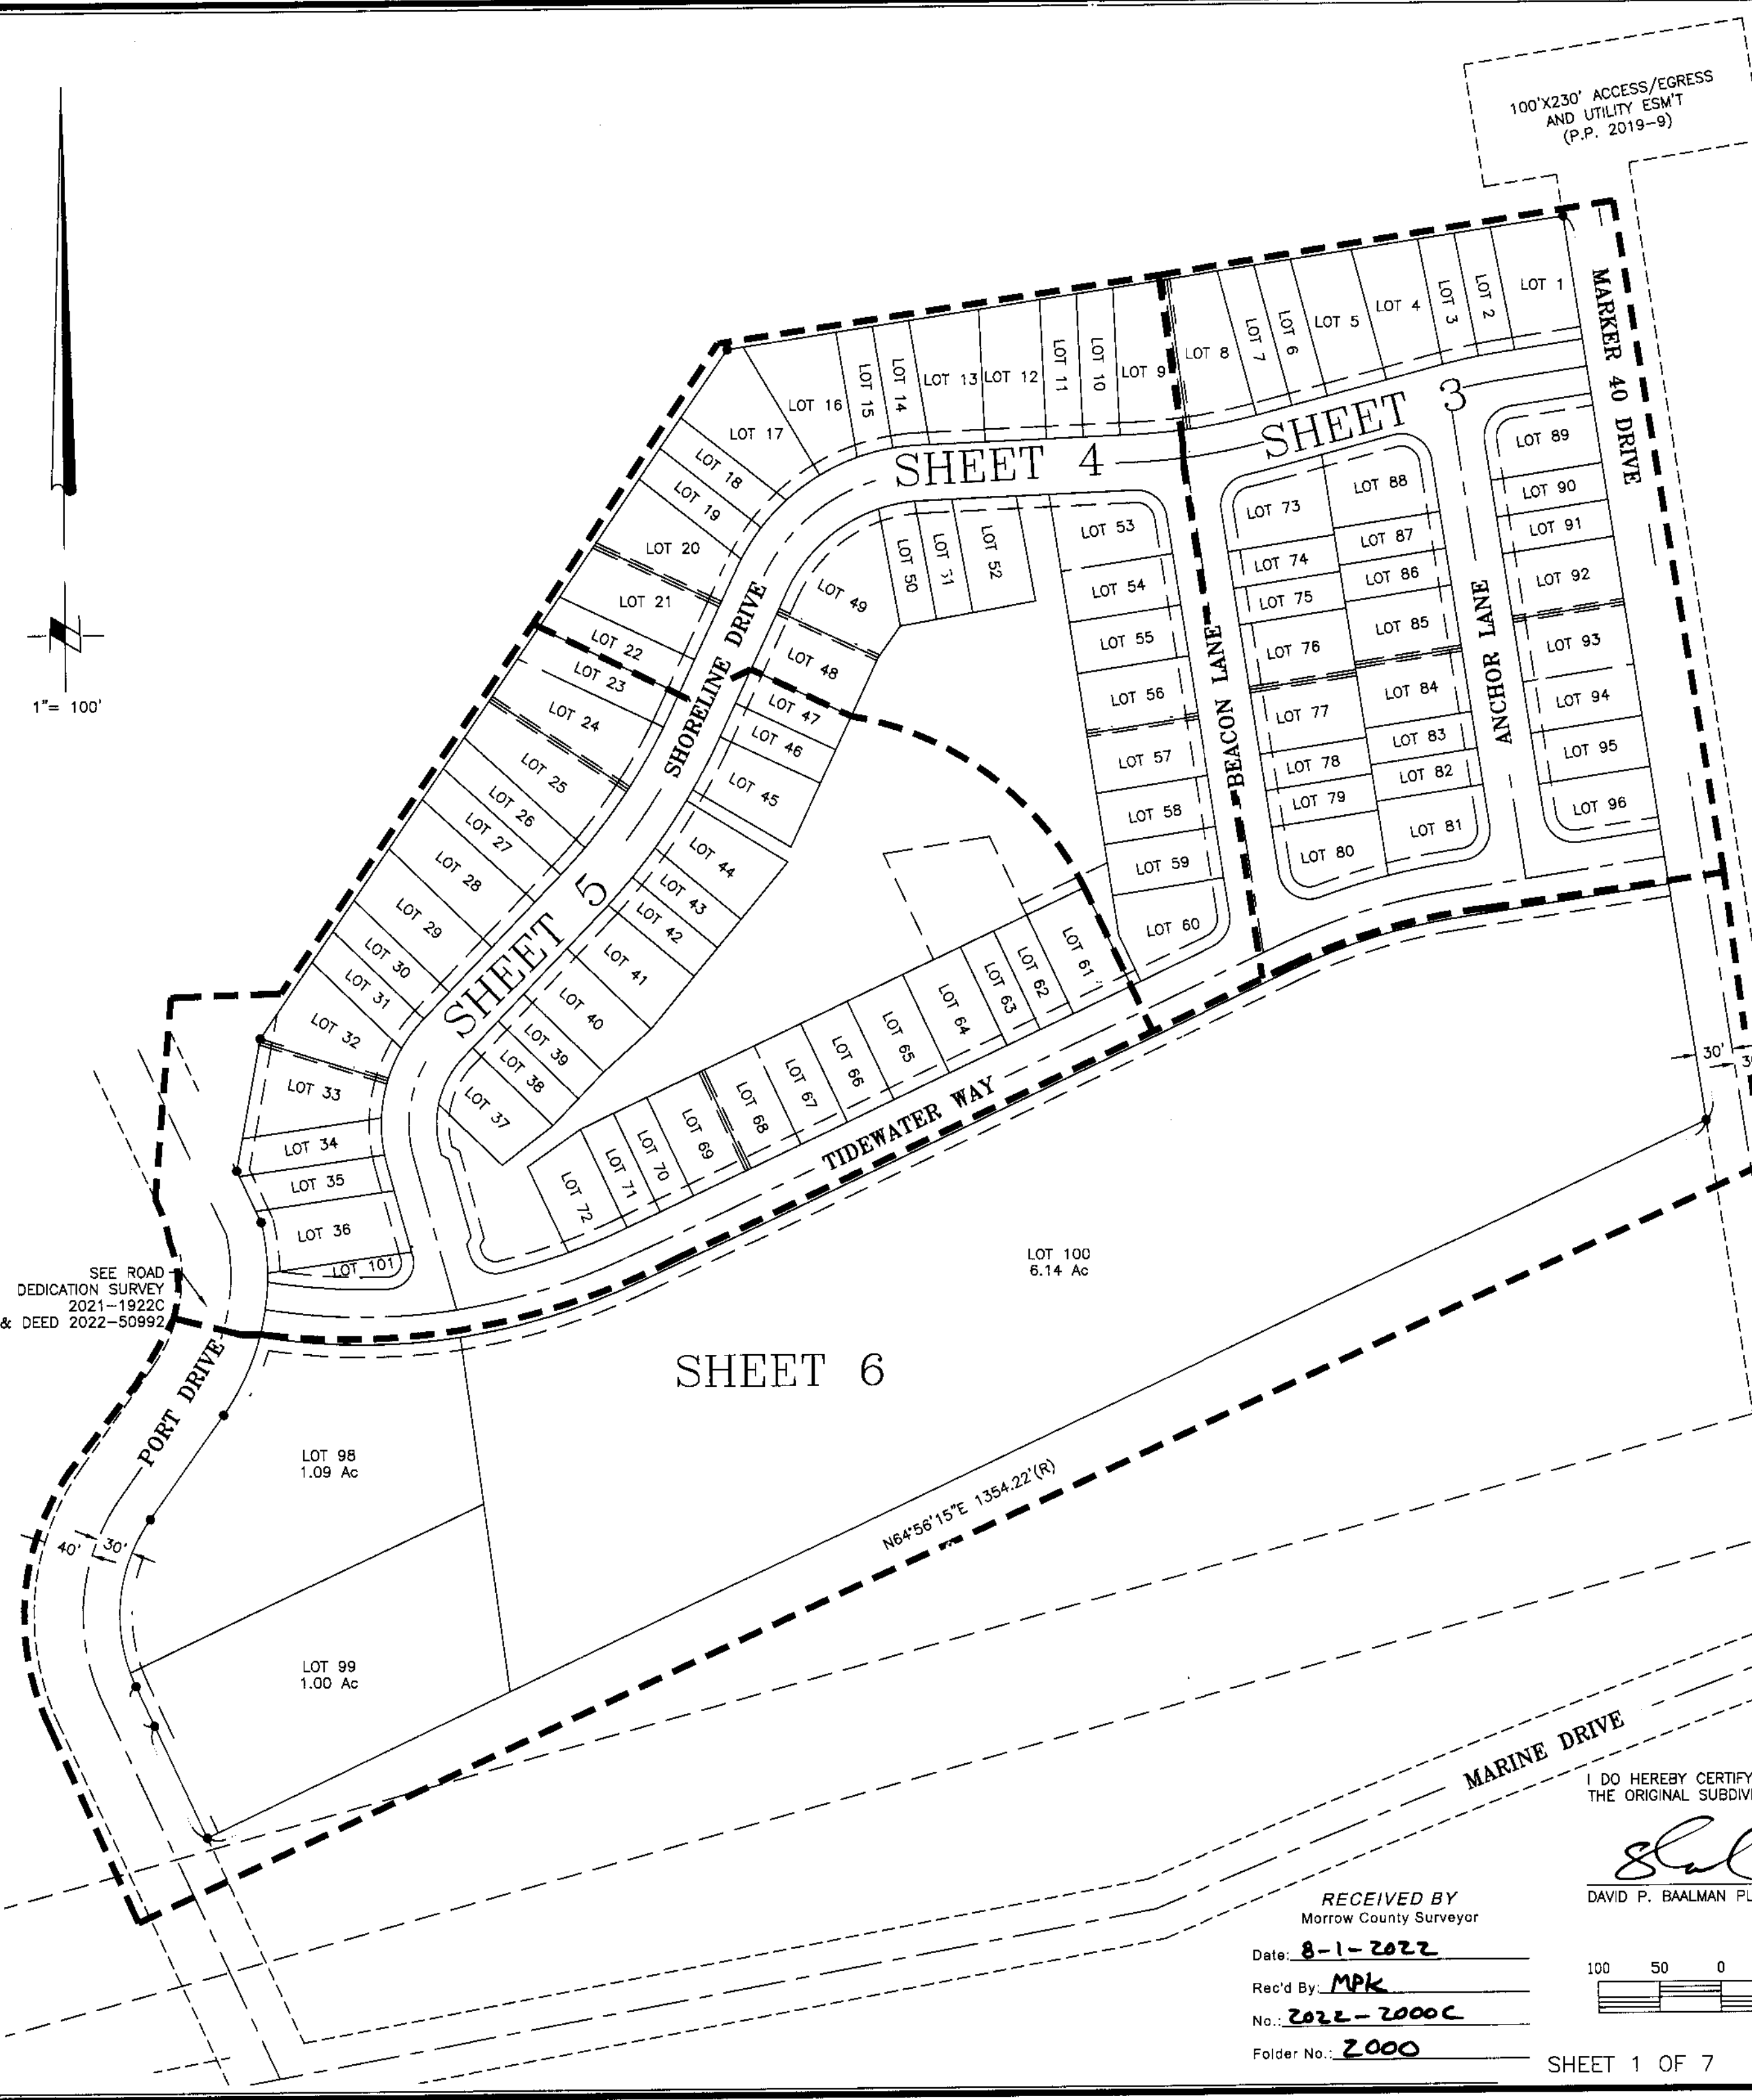 100'X230' ACCESS/EGRESS
AND UTILITY ESM'T
(P.P. 2019-9)
1"= 100'
LOT 1
LOT 2
LOT 3
LOT 4
LOT 5
LOT 6
LOT 7
LOT 8
LOT 9
LOT 10
LOT 11
LOT 12
LOT 13
LOT 14
LOT 15
LOT 16
LOT 17
LOT 18
LOT 19
LOT 20
LOT 21
LOT 22
LOT 23
LOT 24
LOT 25
LOT 26
LOT 27
LOT 28
LOT 29
LOT 30
LOT 31
LOT 32
LOT 33
LOT 34
LOT 35
LOT 36
LOT 101
LOT 37
LOT 38
LOT 39
LOT 40
LOT 41
LOT 42
LOT 43
LOT 44
LOT 45
LOT 46
LOT 47
LOT 48
LOT 49
LOT 50
LOT 51
LOT 52
LOT 53
LOT 54
LOT 55
LOT 56
LOT 57
LOT 58
LOT 59
LOT 60
LOT 61
LOT 62
LOT 63
LOT 64
LOT 65
LOT 66
LOT 67
LOT 68
LOT 69
LOT 70
LOT 71
LOT 72
LOT 73
LOT 74
LOT 75
LOT 76
LOT 77
LOT 78
LOT 79
LOT 80
LOT 81
LOT 82
LOT 83
LOT 84
LOT 85
LOT 86
LOT 87
LOT 88
LOT 89
LOT 90
LOT 91
LOT 92
LOT 93
LOT 94
LOT 95
LOT 96
MARKER 40 DRIVE
SHEET 3
SHEET 4
SHEET 5
SHORELINE DRIVE
BEACON LANE
ANCHOR LANE
TIDEWATER WAY
30'
LOT 100
6.14 Ac
SEE ROAD
DEDICATION SURVEY
2021-1922C
& DEED 2022-50992
PORT DRIVE
SHEET 6
LOT 98
1.09 Ac
N64°56'15"E 1354.22'(R)
40'
30'
LOT 99
1.00 Ac
MARINE DRIVE
I DO HEREBY CERTIFY
THE ORIGINAL
DAVID P. BAALMAN
RECEIVED BY
Morrow County Surveyor
Date: 8-1-2022
Rec'd By: MPK
No.: 2022-2000C
Folder No.: 2000
100 50 0
SHEET 1 OF 7